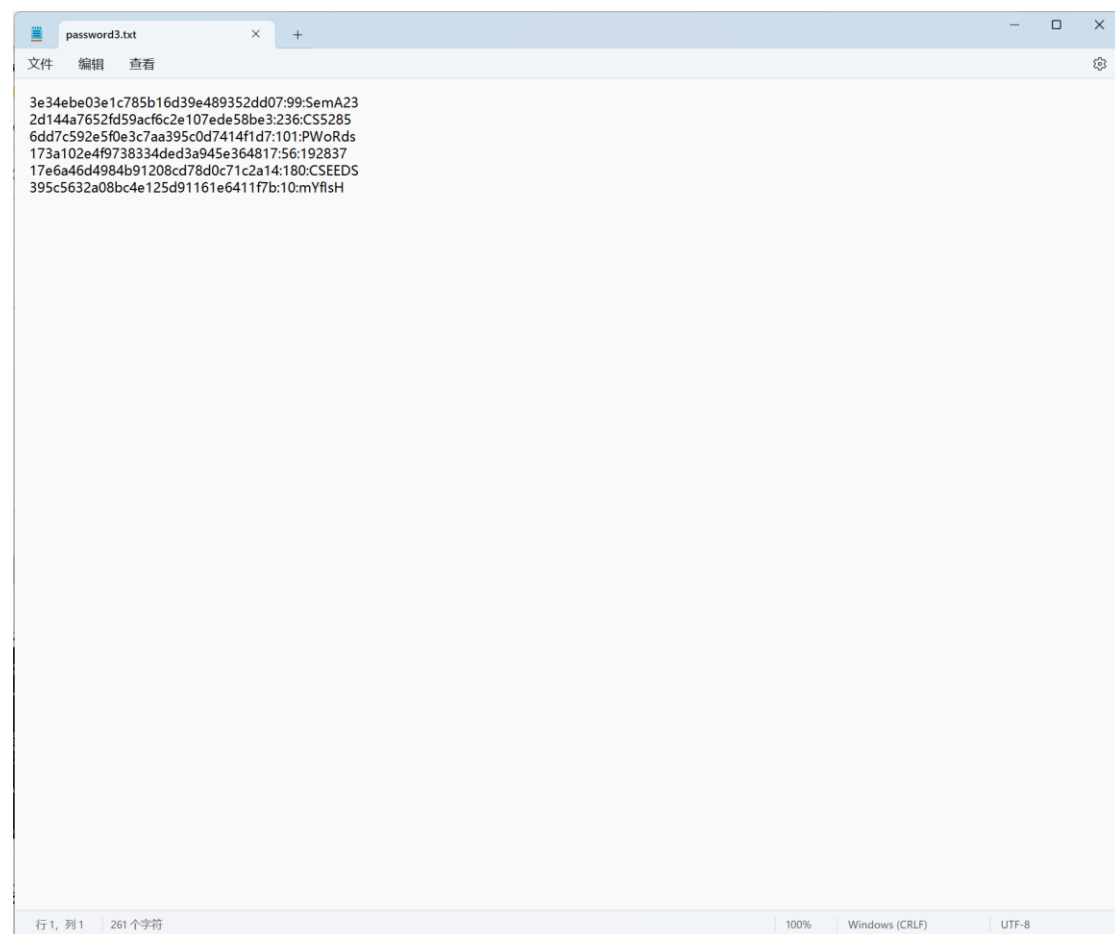 password3.txt
文件 编辑 查看
3e34ebe03e1c785b16d39e489352dd07:99:SemA23
2d144a7652fd59acf6c2e107ede58be3:236:CS5285
6dd7c592e5f0e3c7aa395c0d7414f1d7:101:PWoRds
173a102e4f9738334ded3a945e364817:56:192837
17e6a46d4984b91208cd78d0c71c2a14:180:CSEEDS
395c5632a08bc4e125d91161e6411f7b:10:mYfIsH
行 1, 列 1 261 个字符 100% Windows (CRLF) UTF-8